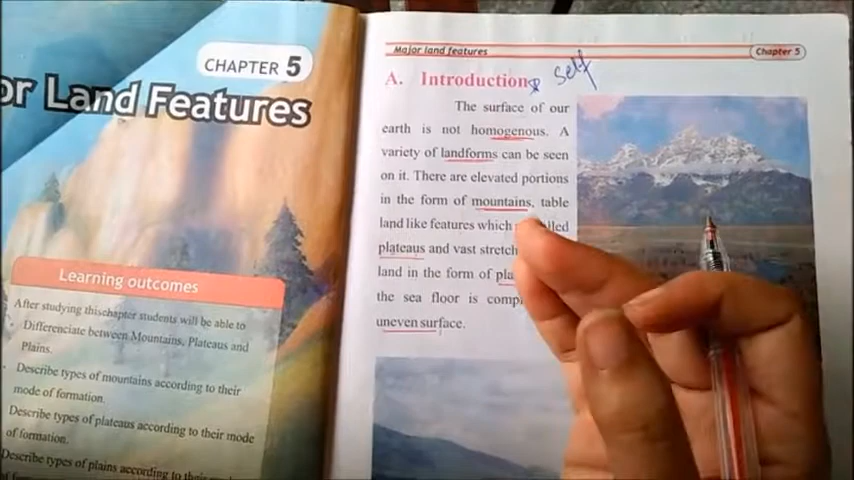 CHAPTER 5
or Land Features
Learning outcomes
After studying thischapter students will be able to
Differenciate between Mountains, Plateaus and
Plains.
Describe types of mountains according to their
mode of formation.
Describe types of plateaus according to their mode
of formation.
Describe types of plains according to their
Major land features
Chapter 5
A. Introduction self
The surface of our
earth is not homogenous. A
variety of landforms can be seen
on it. There are elevated portions
in the form of mountains, table
land like features which
plateaus and vast
land in the form of
the sea floor is
uneven surface.